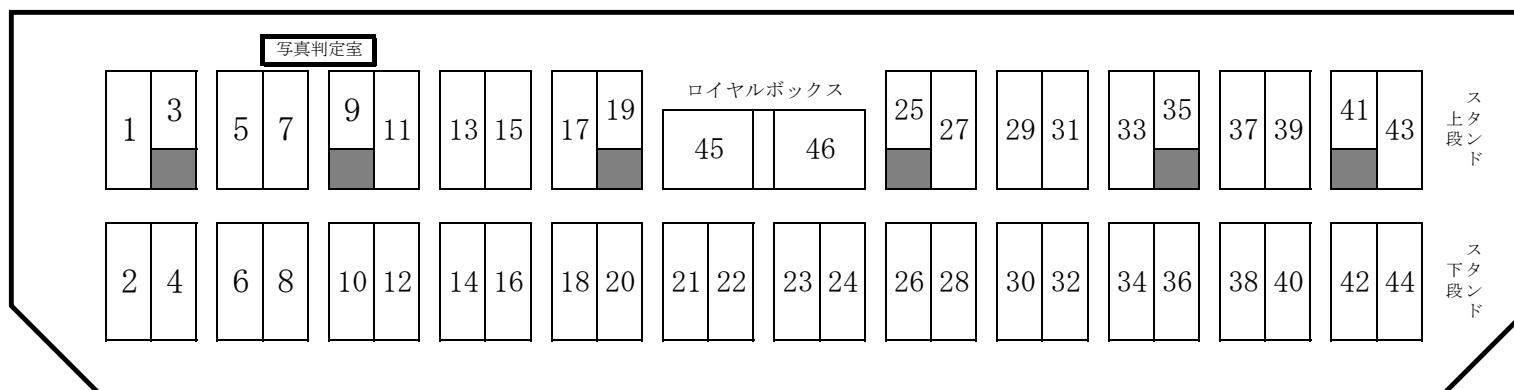 写真判定室
ロイヤルボックス
1 3 5 7 9 11 13 15 17 19 45 46 25 27 29 31 33 35 37 39 41 43
スタンド
上段
2 4 6 8 10 12 14 16 18 20 21 22 23 24 26 28 30 32 34 36 38 40 42 44
スタンド
下段